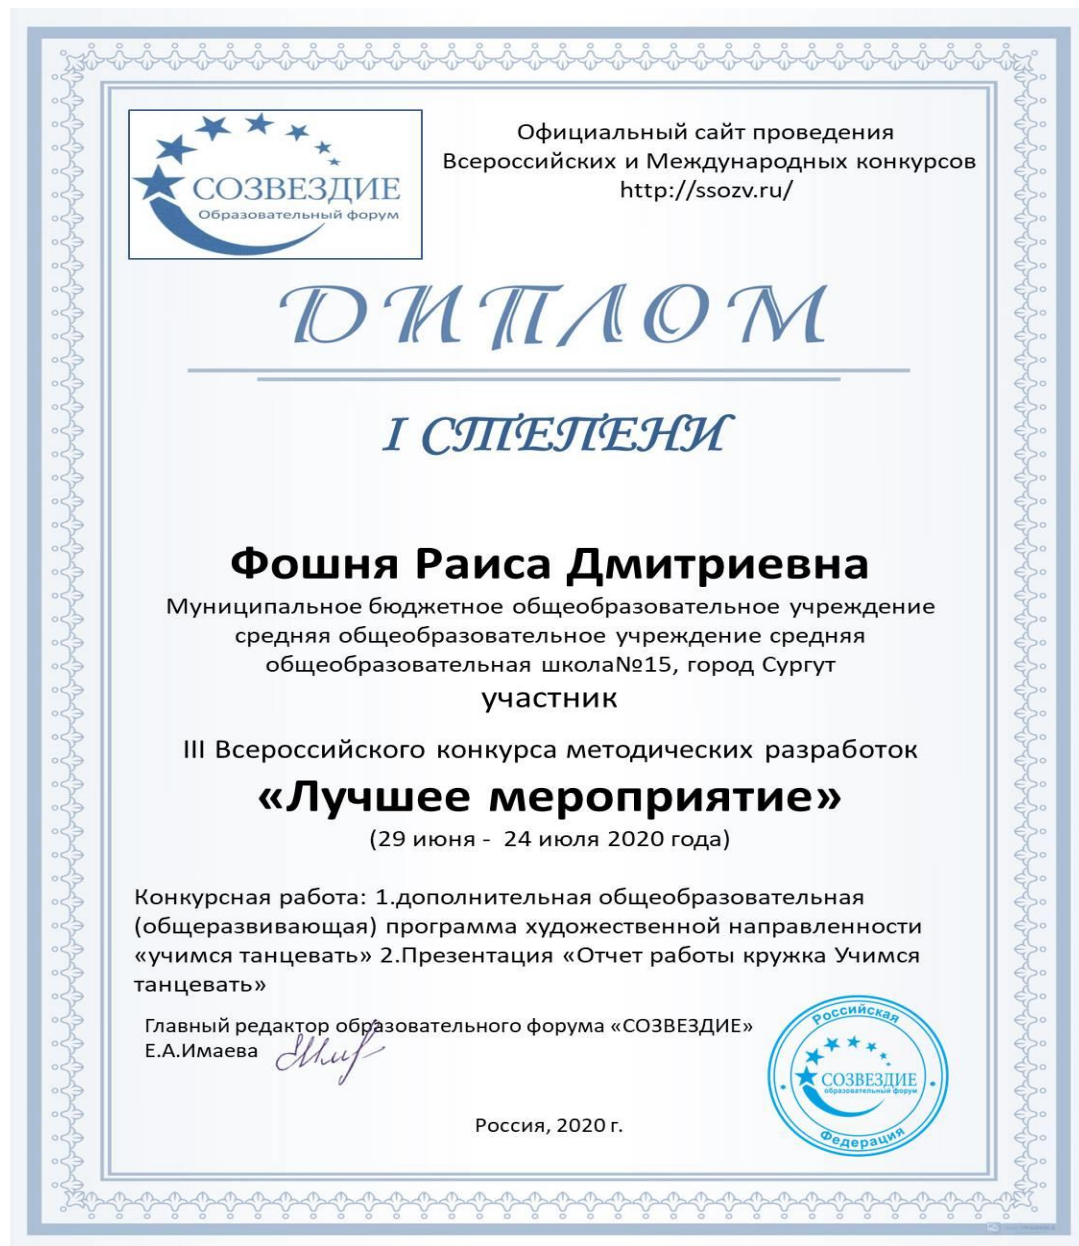 СОЗВЕЗДИЕ
Образовательный форум
Официальный сайт проведения
Всероссийских и Международных конкурсов
http://ssozv.ru/
ДИПЛОМ
I СТЕПЕНИ
Фошня Раиса Дмитриевна
Муниципальное бюджетное общеобразовательное учреждение
средняя общеобразовательное учреждение средняя
общеобразовательная школа№15, город Сургут
участник
III Всероссийского конкурса методических разработок
«Лучшее мероприятие»
(29 июня - 24 июля 2020 года)
Конкурсная работа: 1.дополнительная общеобразовательная
(общеразвивающая) программа художественной направленности
«учимся танцевать» 2.Презентация «Отчет работы кружка Учимся
танцевать»
Главный редактор образовательного форума «СОЗВЕЗДИЕ»
Е.А.Имаева
Российская
СОЗВЕЗДИЕ
образовательный форум
Федерация
Россия, 2020 г.